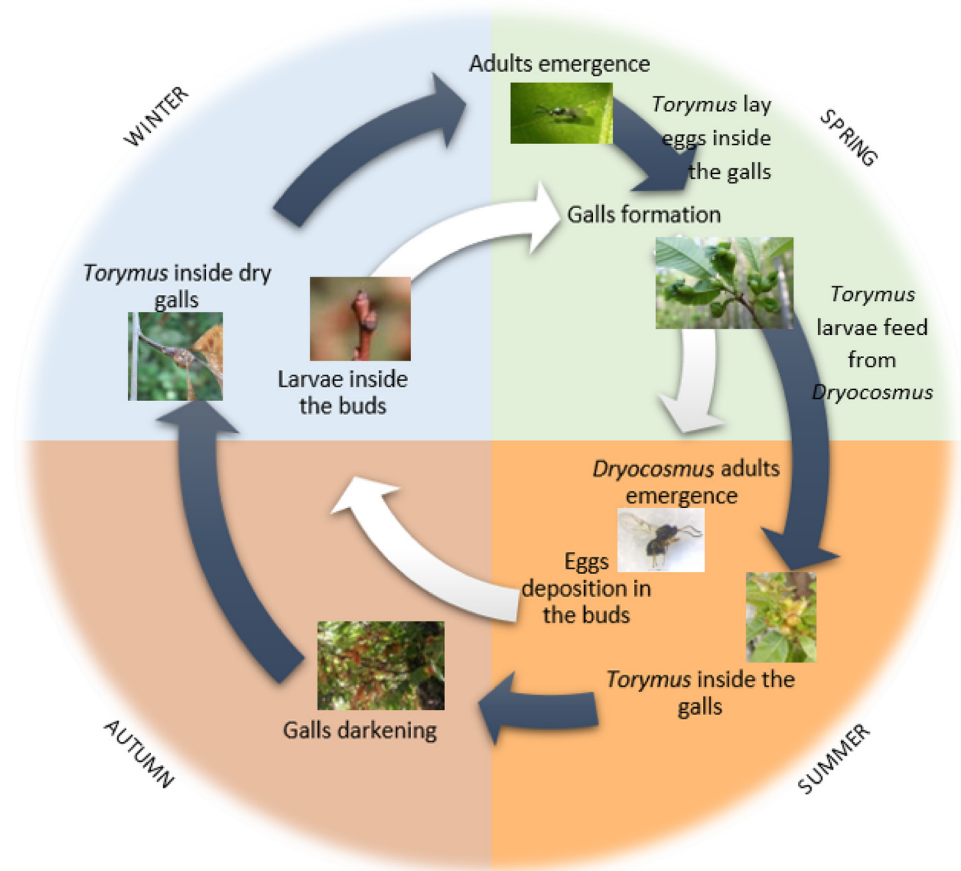 WINTER
Adults emergence
Torymus lay
eggs inside
the galls
SPRING
Galls formation
Torymus inside dry
galls
Larvae inside
the buds
Torymus
larvae feed
from
Dryocosmus
Dryocosmus adults
emergence
Eggs
deposition in
the buds
Torymus inside the
galls
Galls darkening
AUTUMN
SUMMER